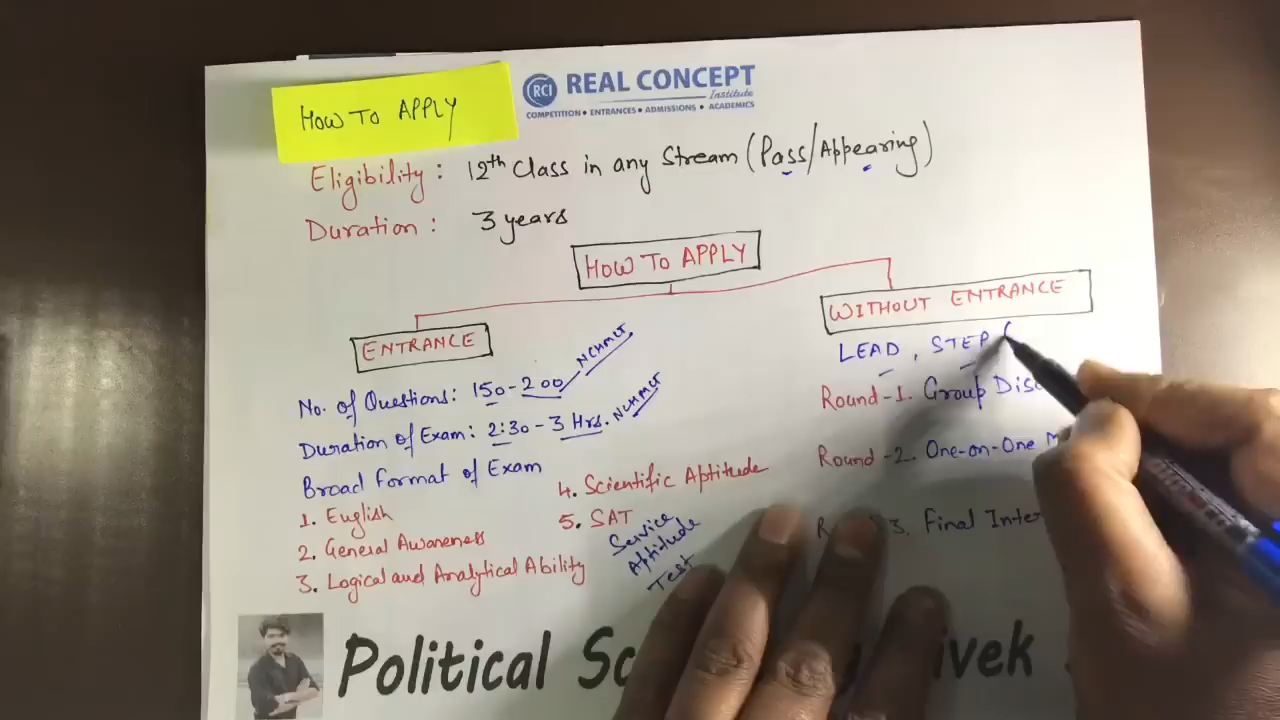 HOW TO APPLY
RCI
REAL CONCEPT
Institute
COMPETITION • ENTRANCES • ADMISSIONS • ACADEMICS
Eligibility : 12th Class in any Stream (Pass/Appearing)
Duration : 3 years
HOW TO APPLY
ENTRANCE
No. of Questions: 150-200 NCHMCT
Duration of Exam: 2:30 - 3 Hrs. NCHMCT
Broad Format of Exam
1. English
2. General Awareness
3. Logical and Analytical Ability
4. Scientific Aptitude
5. SAT
Service
Aptitude
Test
WITHOUT ENTRANCE
LEAD, STEP (
Round-1. Group
Round-2. One-on-One
3. Final
Political